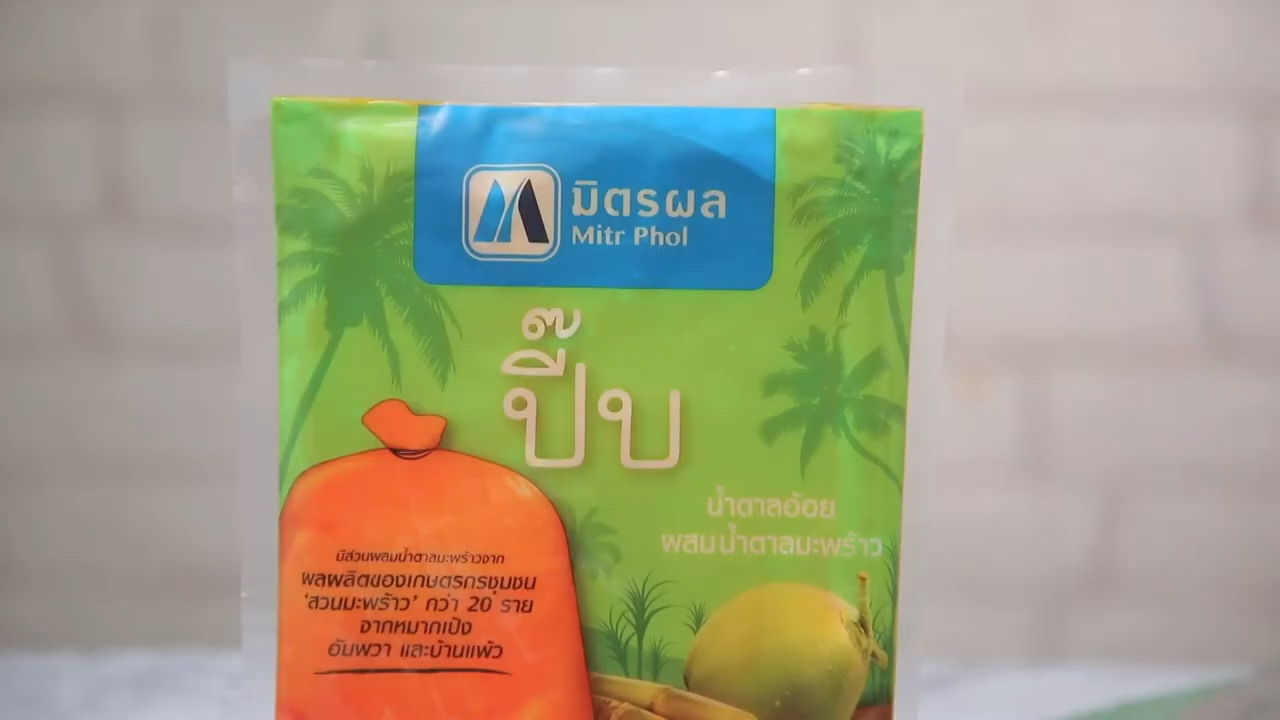 มิตรผล
Mitr Phol
ปี๊บ
น้ำตาลอ้อย
ผสมน้ำตาลมะพร้าว
มีส่วนผสมน้ำตาลมะพร้าวจาก
ผลผลิตของเกษตรกรชุมชน
'สวนมะพร้าว' กว่า 20 ราย
จากหมากเป้ง
อัมพวา และบ้านแพ้ว